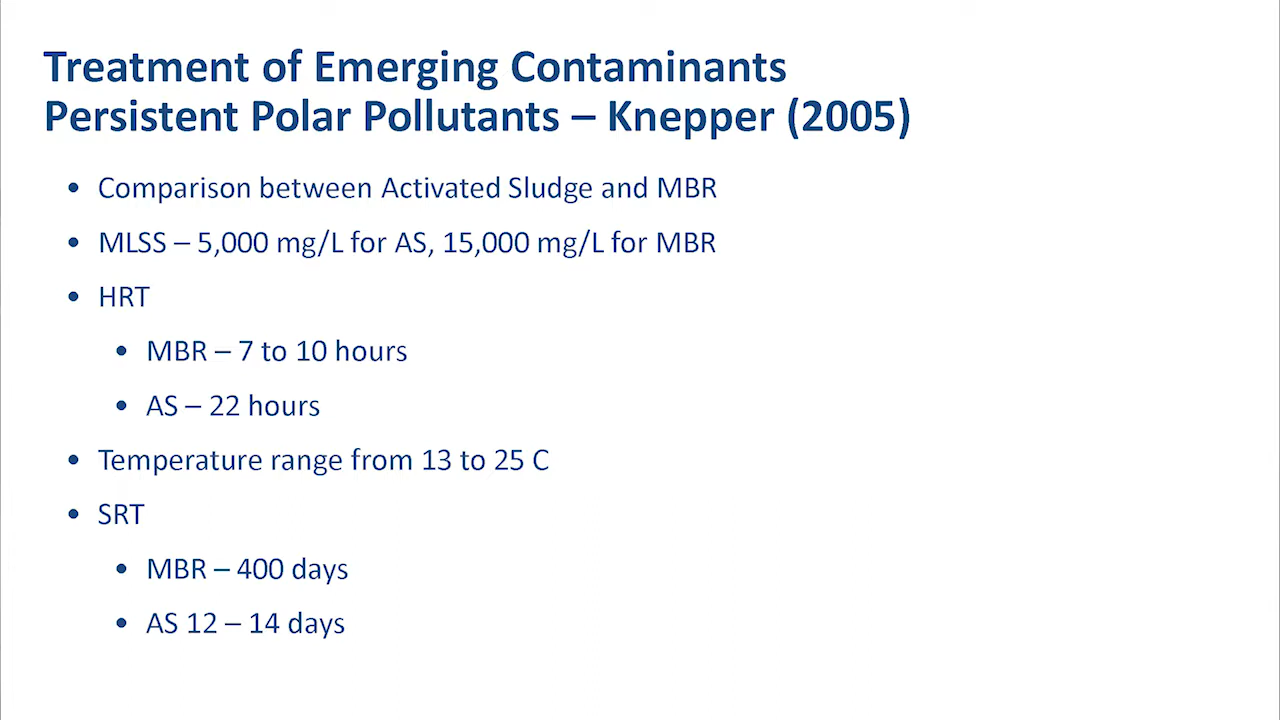 Treatment of Emerging Contaminants
Persistent Polar Pollutants – Knepper (2005)
• Comparison between Activated Sludge and MBR
• MLSS – 5,000 mg/L for AS, 15,000 mg/L for MBR
• HRT
• MBR – 7 to 10 hours
• AS – 22 hours
• Temperature range from 13 to 25 C
• SRT
• MBR – 400 days
• AS 12 – 14 days